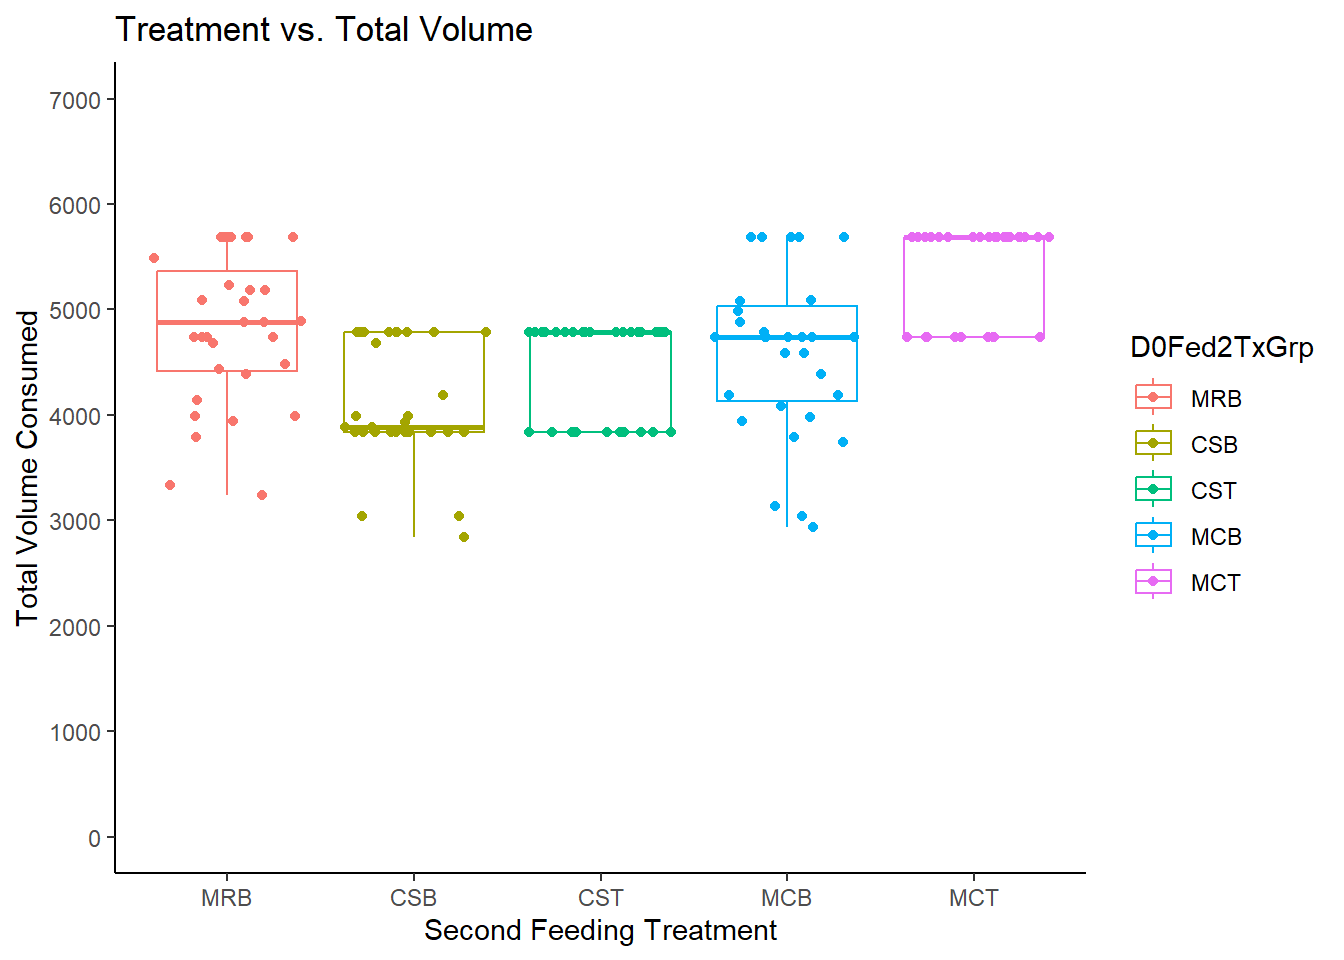 Treatment vs. Total Volume
Total Volume Consumed
7000
6000
5000
4000
3000
2000
1000
0
MRB CSB CST MCB MCT
Second Feeding Treatment
D0Fed2TxGrp
MRB
CSB
CST
MCB
MCT